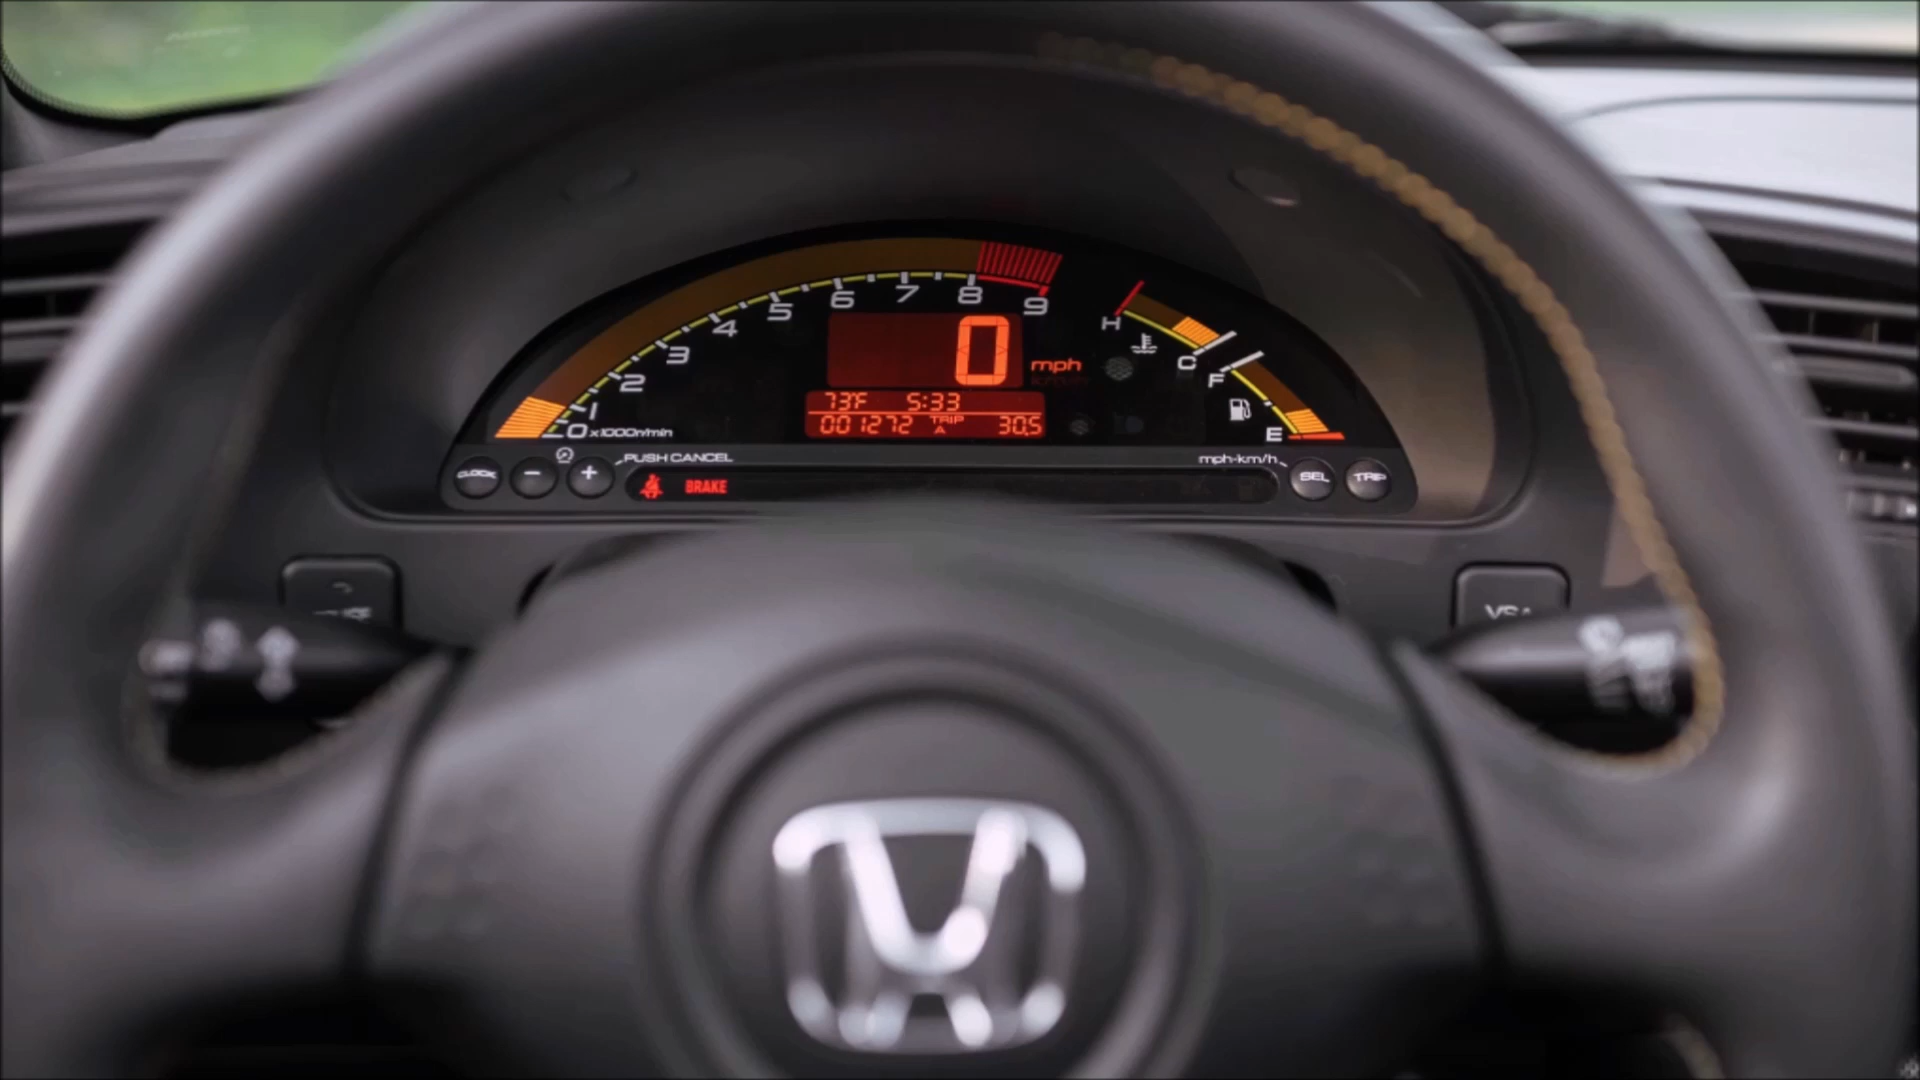 0 1 2 3 4 5 6 7 8 9
x1000r/min
0 mph
73°F 5:33
001272 TRIP A 30.5
H
C
F
E
PUSH CANCEL
mph-km/h
CLOCK - +
BRAKE
SEL TRIP
VSA